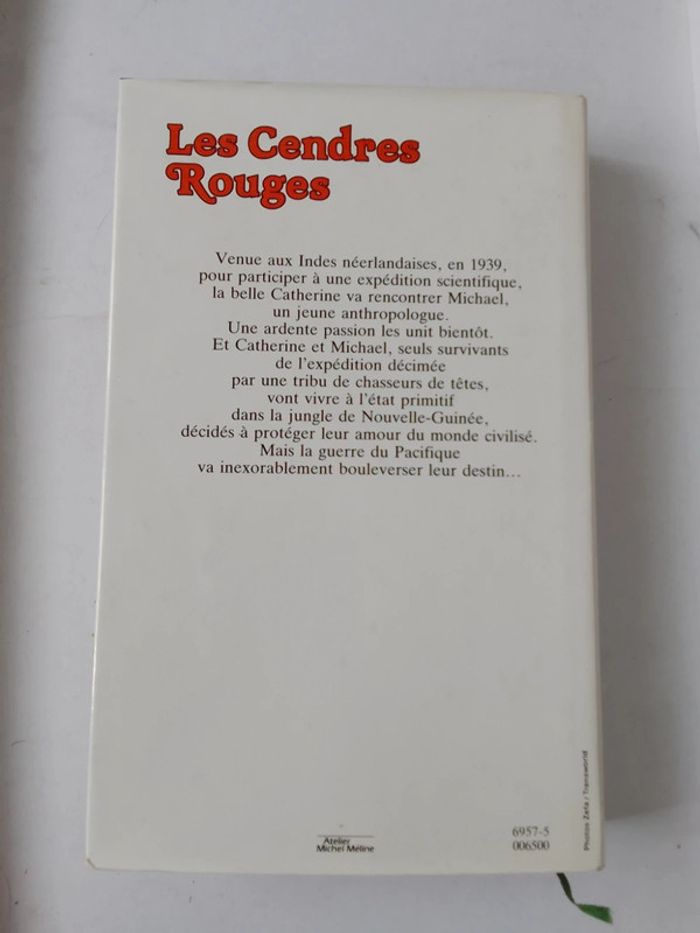 Les Cendres
Rouges
Venue aux Indes néerlandaises, en 1939,
pour participer à une expédition scientifique,
la belle Catherine va rencontrer Michael,
un jeune anthropologue.
Une ardente passion les unit bientôt.
Et Catherine et Michael, seuls survivants
de l'expédition décimée
par une tribu de chasseurs de têtes,
vont vivre à l'état primitif
dans la jungle de Nouvelle-Guinée,
décidés à protéger leur amour du monde civilisé.
Mais la guerre du Pacifique
va inexorablement bouleverser leur destin...
Atelier
Michel Méline
6957-5
006500
Photos Zefa / Transworld